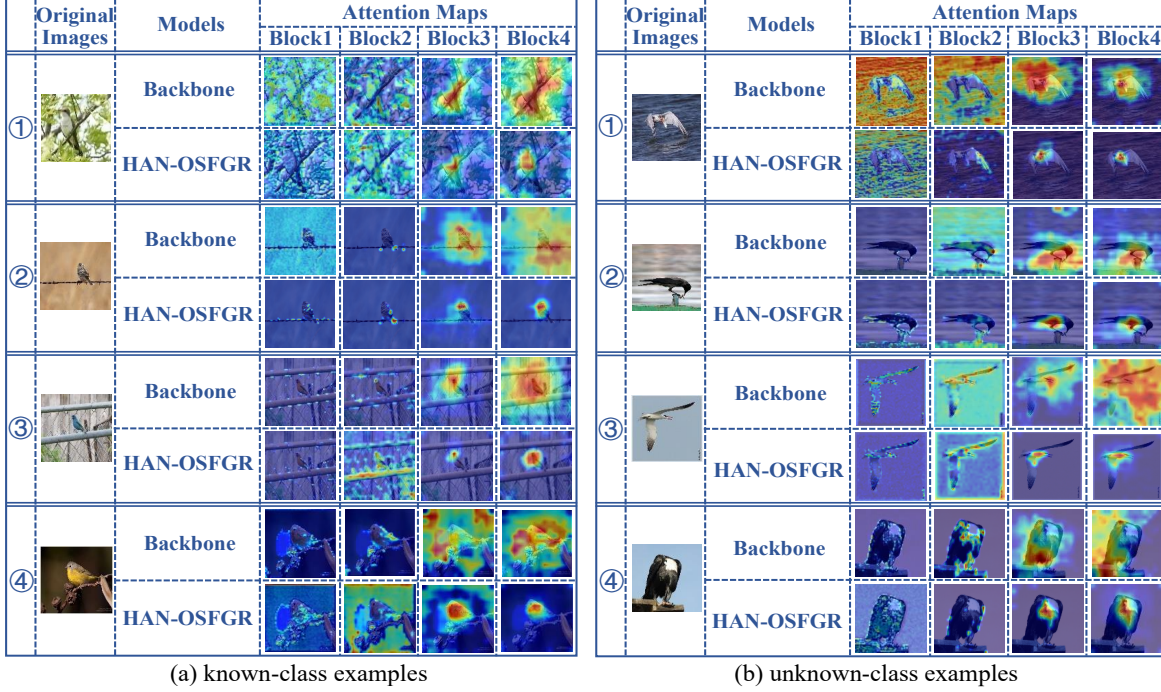 Original Images Models Attention Maps
Block1 Block2 Block3 Block4
① Backbone
HAN-OSFGR
② Backbone
HAN-OSFGR
③ Backbone
HAN-OSFGR
④ Backbone
HAN-OSFGR
(a) known-class examples
Original Images Models Attention Maps
Block1 Block2 Block3 Block4
① Backbone
HAN-OSFGR
② Backbone
HAN-OSFGR
③ Backbone
HAN-OSFGR
④ Backbone
HAN-OSFGR
(b) unknown-class examples